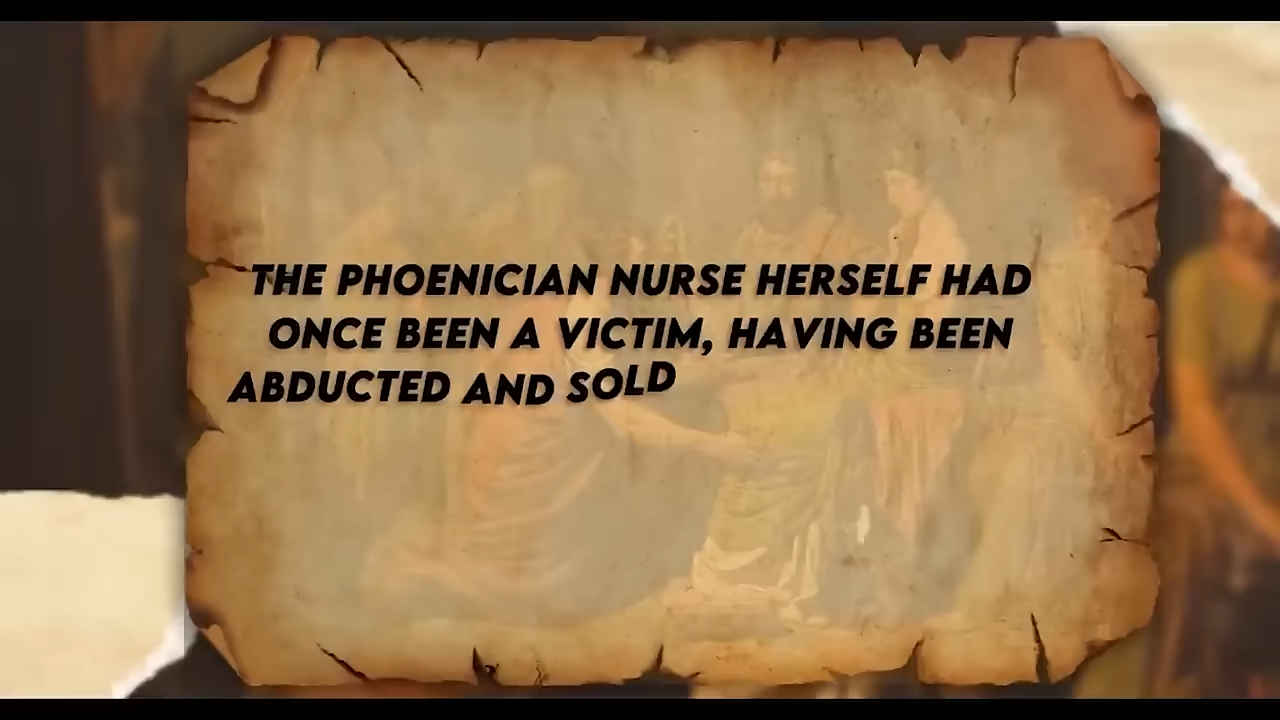 THE PHOENICIAN NURSE HERSELF HAD
ONCE BEEN A VICTIM, HAVING BEEN
ABDUCTED AND SOLD